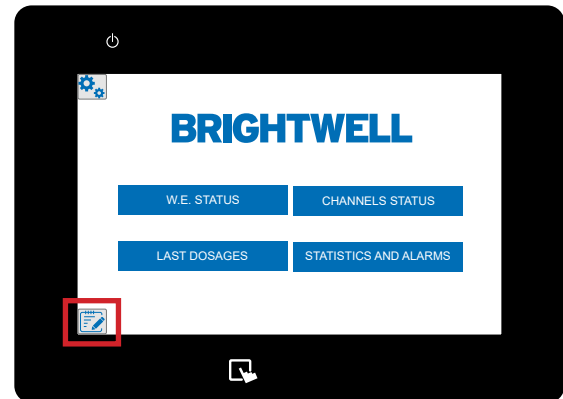 BRIGHTWELL
W.E. STATUS
CHANNELS STATUS
LAST DOSAGES
STATISTICS AND ALARMS